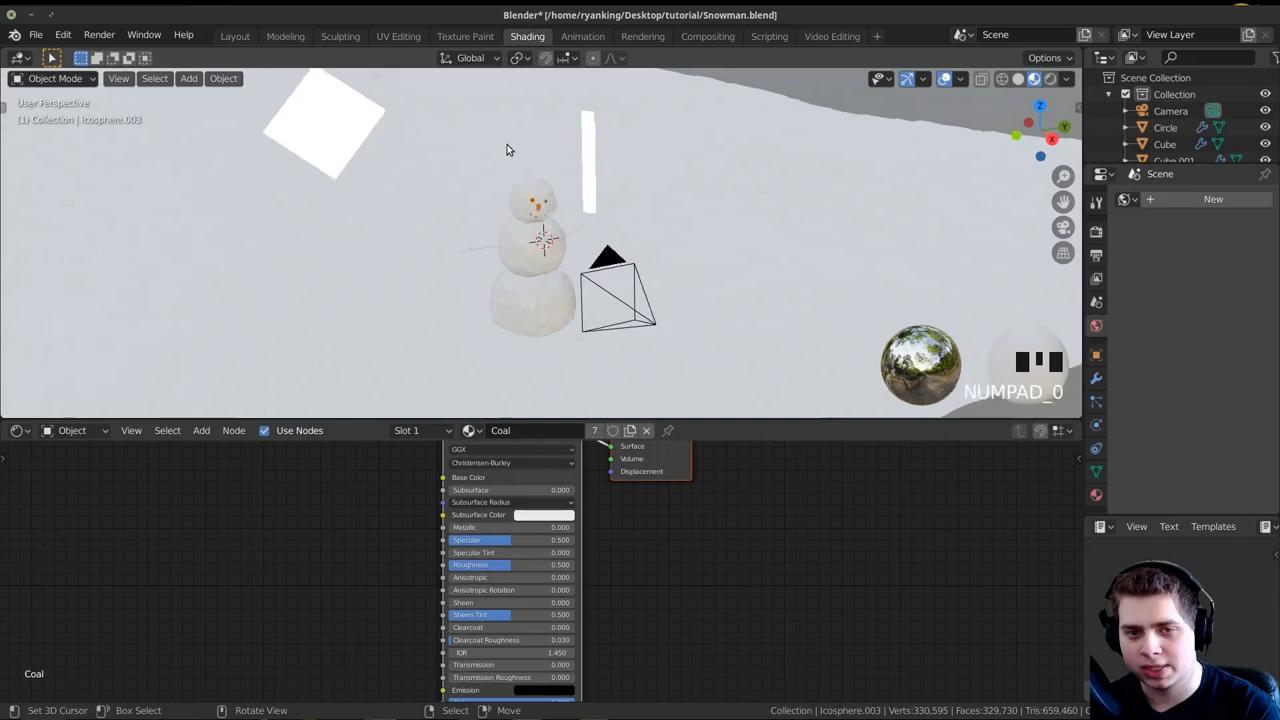 Blender* [/home/ryanking/Desktop/tutorial/Snowman.blend]
File Edit Render Window Help Layout Modeling Sculpting UV Editing Texture Paint Shading Animation Rendering Compositing Scripting Video Editing + Scene View Layer
Global Options
Object Mode View Select Add Object
User Perspective
(1) Collection | Icosphere.003
Z
Y
X
Scene Collection
Collection
Camera
Circle
Cube
Cube.001
Scene
+ New
NUMPAD_0
Object View Select Add Node Use Nodes Slot 1 Coal 7
View Text Templates
GGX
Christensen-Burley
Base Color
Subsurface 0.000
Subsurface Radius
Subsurface Color
Metallic 0.000
Specular 0.500
Specular Tint 0.000
Roughness 0.500
Anisotropic 0.000
Anisotropic Rotation 0.000
Sheen 0.000
Sheen Tint 0.500
Clearcoat 0.000
Clearcoat Roughness 0.030
IOR 1.450
Transmission 0.000
Transmission Roughness 0.000
Emission
Surface
Volume
Displacement
Coal
Set 3D Cursor Box Select Rotate View Select Move Collection | Icosphere.003 | Verts:330,595 | Faces:329,730 | Tris:659,460 |